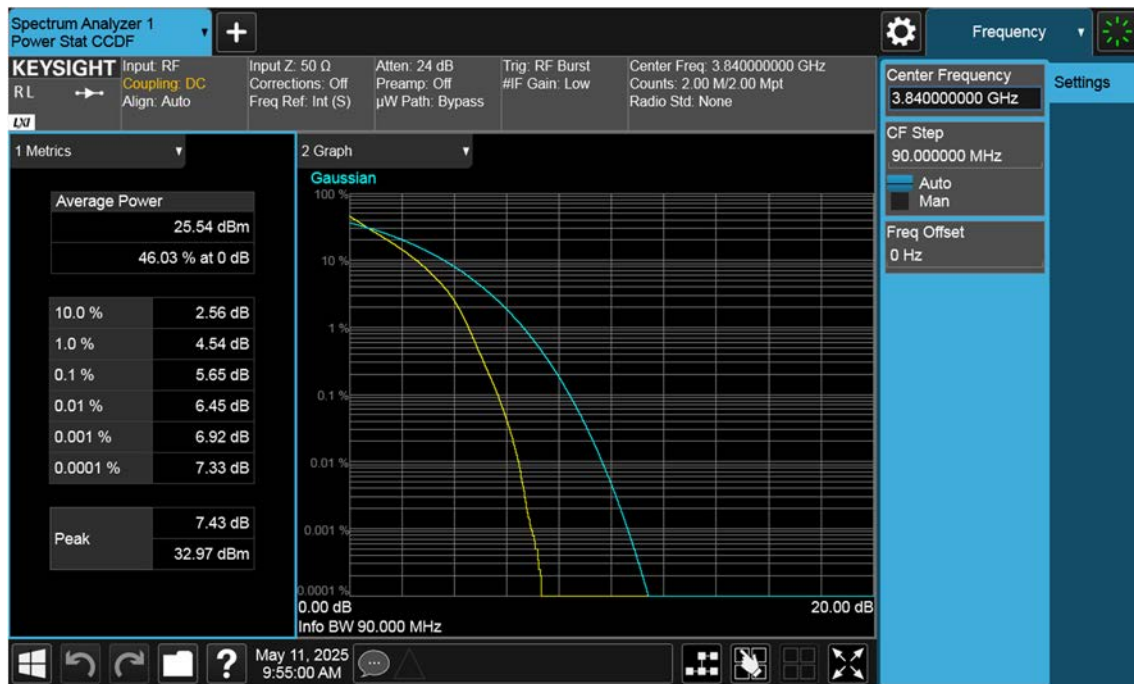 Spectrum Analyzer 1
Power Stat CCDF
Frequency
KEYSIGHT
RL
LXI
Input: RF
Coupling: DC
Align: Auto
Input Z: 50 Ω
Corrections: Off
Freq Ref: Int (S)
Atten: 24 dB
Preamp: Off
µW Path: Bypass
Trig: RF Burst
#IF Gain: Low
Center Freq: 3.840000000 GHz
Counts: 2.00 M/2.00 Mpt
Radio Std: None
Center Frequency
3.840000000 GHz
Settings
CF Step
90.000000 MHz
Auto
Man
Freq Offset
0 Hz
1 Metrics
Average Power
25.54 dBm
46.03 % at 0 dB
10.0 % 2.56 dB
1.0 % 4.54 dB
0.1 % 5.65 dB
0.01 % 6.45 dB
0.001 % 6.92 dB
0.0001 % 7.33 dB
Peak
7.43 dB
32.97 dBm
2 Graph
Gaussian
100 %
10 %
1 %
0.1 %
0.01 %
0.001 %
0.0001 %
0.00 dB 20.00 dB
Info BW 90.000 MHz
May 11, 2025
9:55:00 AM